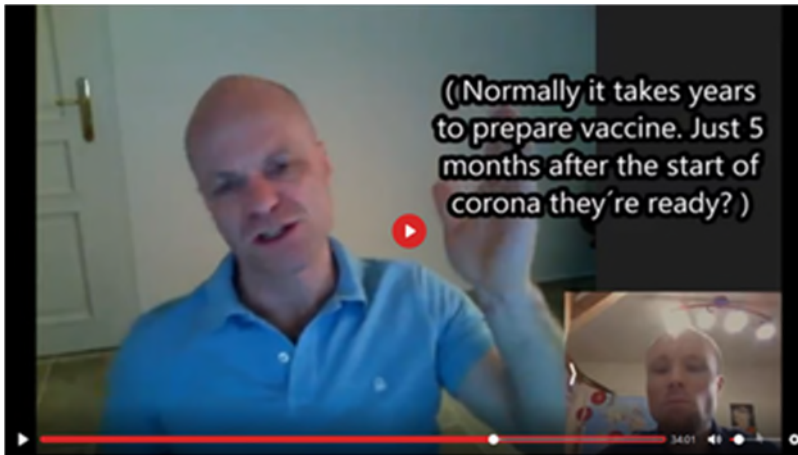 ( Normally it takes years
to prepare vaccine. Just 5
months after the start of
corona they´re ready? )
34:01